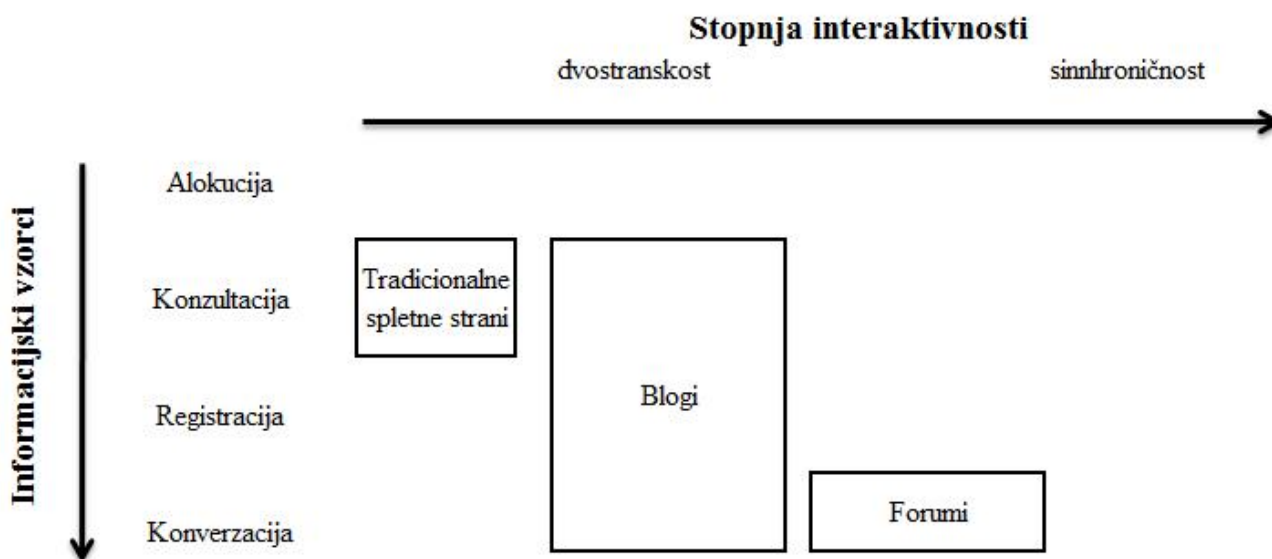 Stopnja interaktivnosti
dvostranskost
sinnhroničnost
Informacijski vzorci
Alokucija
Konzultacija
Tradicionalne
spletne strani
Registracija
Blogi
Konverzacija
Forumi